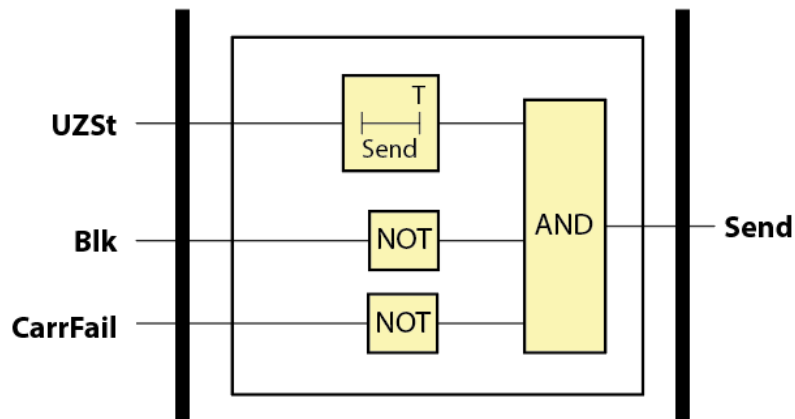 T
UZSt
Send
NOT
Blk
AND
Send
NOT
CarrFail